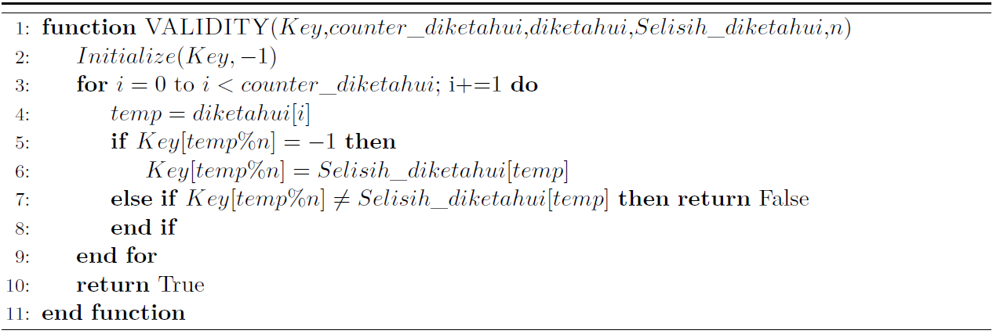 1: function VALIDITY(Key,counter_diketahui,diketahui,Selisih_diketahui,n)
2: Initialize(Key, −1)
3: for i = 0 to i < counter_diketahui; i+=1 do
4: temp = diketahui[i]
5: if Key[temp%n] = −1 then
6: Key[temp%n] = Selisih_diketahui[temp]
7: else if Key[temp%n] ≠ Selisih_diketahui[temp] then return False
8: end if
9: end for
10: return True
11: end function